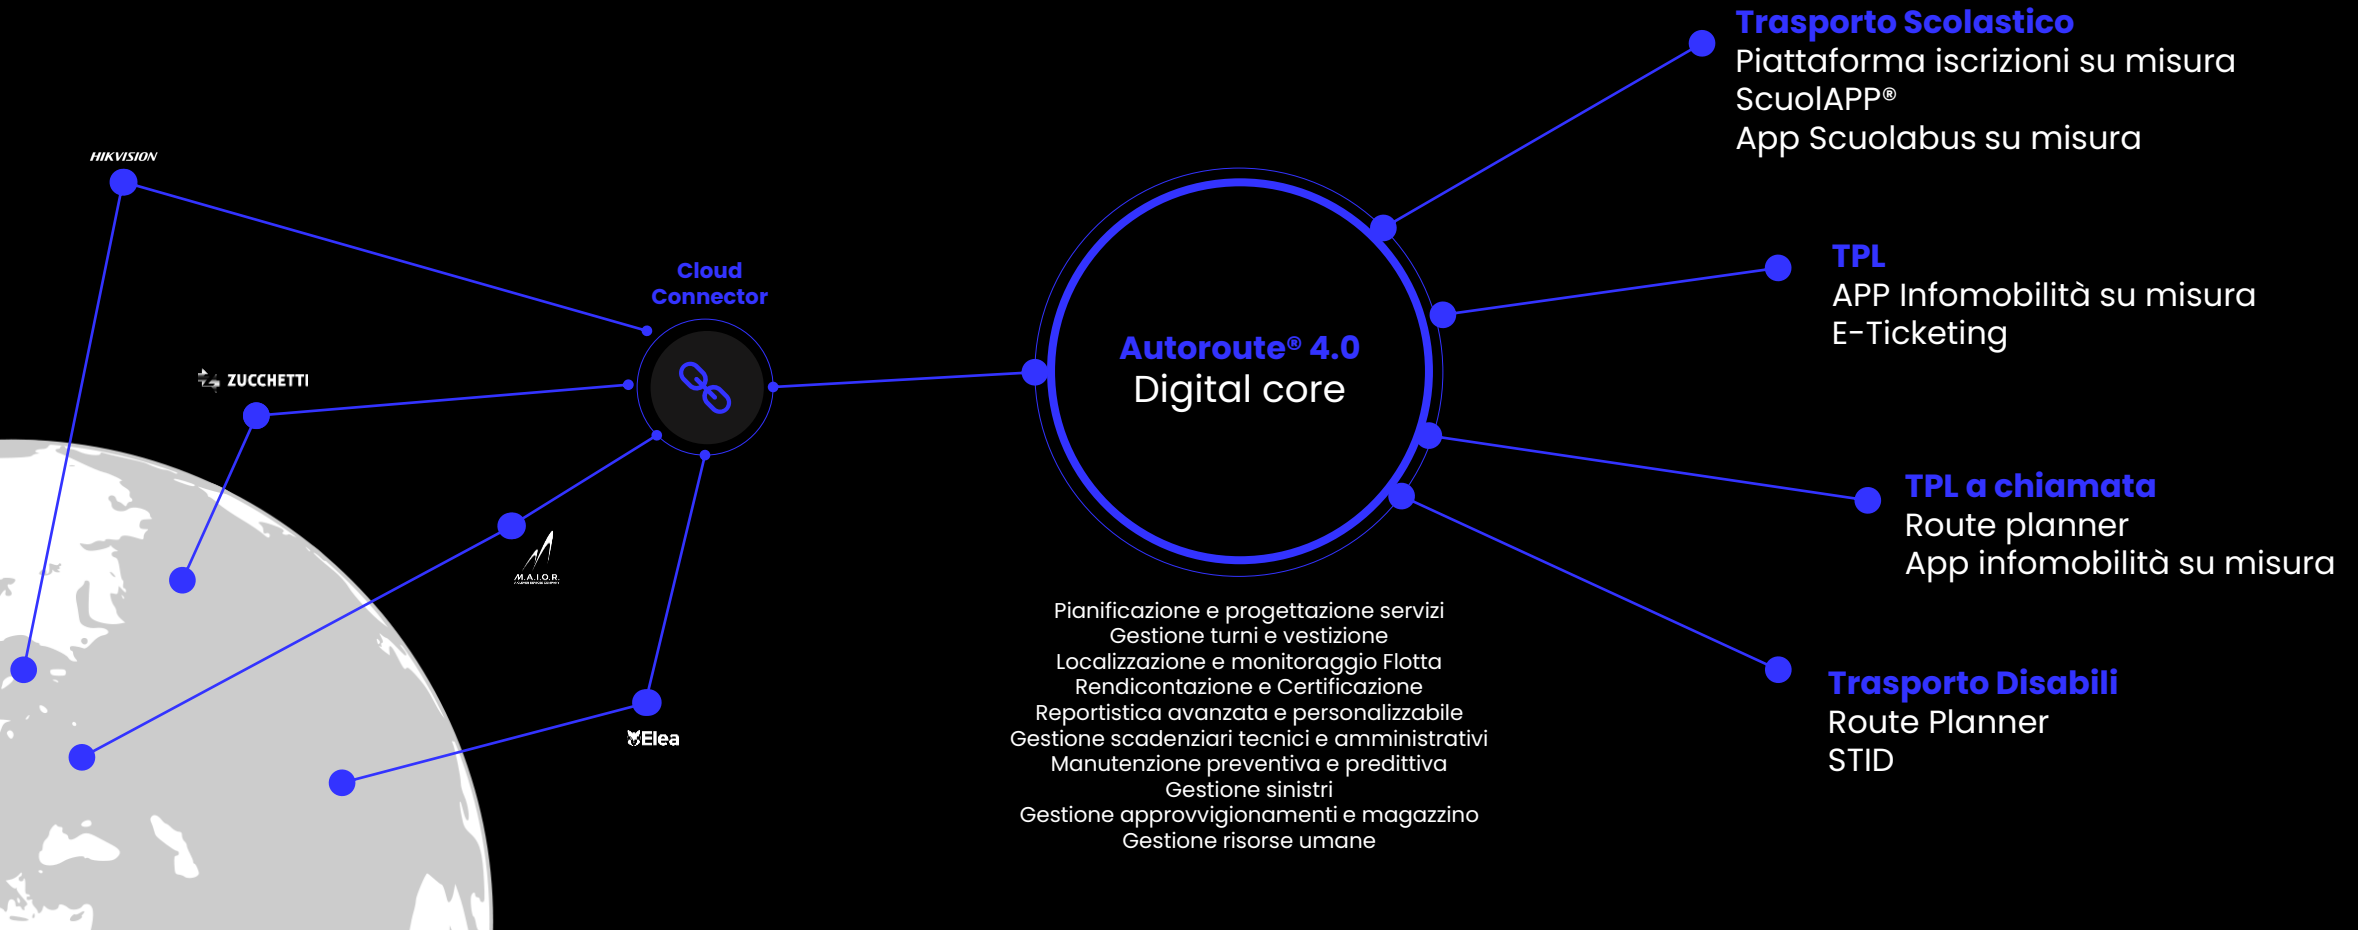 HIKVISION
ZUCCHETTI
M.A.I.O.R.
Elea
Cloud
Connector
Autoroute® 4.0
Digital core
Pianificazione e progettazione servizi
Gestione turni e vestizione
Localizzazione e monitoraggio Flotta
Rendicontazione e Certificazione
Reportistica avanzata e personalizzabile
Gestione scadenziari tecnici e amministrativi
Manutenzione preventiva e predittiva
Gestione sinistri
Gestione approvvigionamenti e magazzino
Gestione risorse umane
Trasporto Scolastico
Piattaforma iscrizioni su misura
ScuolAPP®
App Scuolabus su misura
TPL
APP Infomobilità su misura
E-Ticketing
TPL a chiamata
Route planner
App infomobilità su misura
Trasporto Disabili
Route Planner
STID